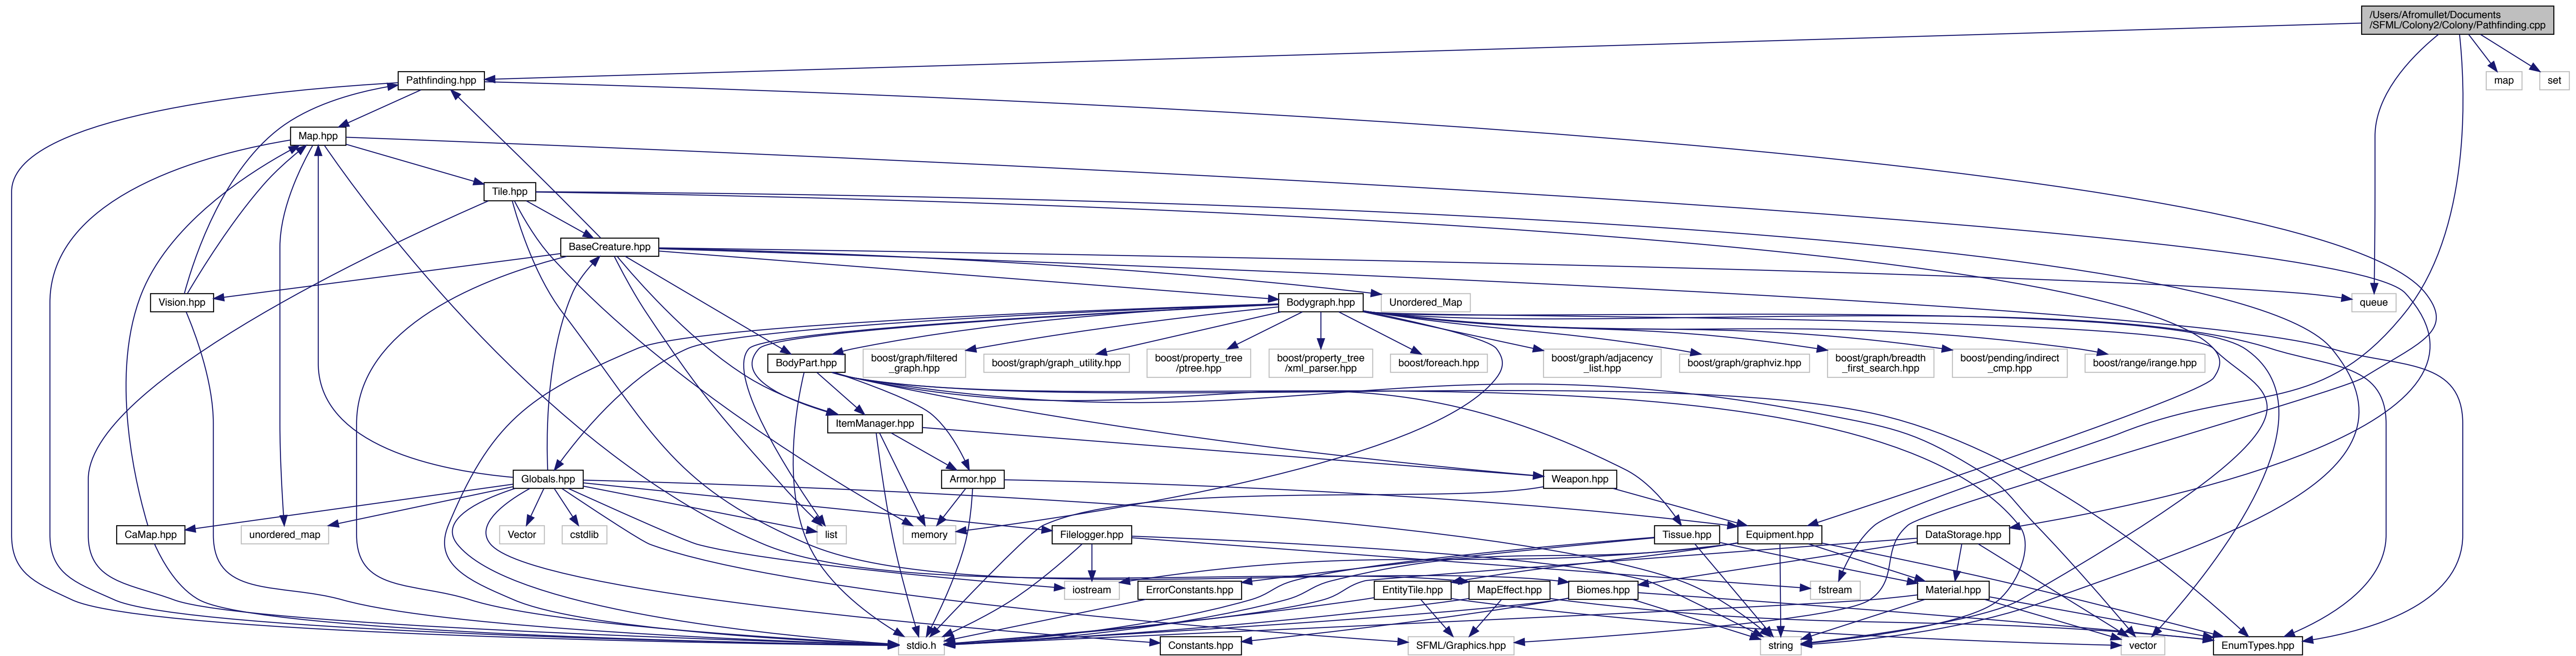 /Users/Afromullet/Documents
/SFML/Colony2/Colony/Pathfinding.cpp
Pathfinding.hpp
map
set
Map.hpp
Tile.hpp
BaseCreature.hpp
Vision.hpp
Bodygraph.hpp
Unordered_Map
queue
BodyPart.hpp
boost/graph/filtered
_graph.hpp
boost/graph/graph_utility.hpp
boost/property_tree
/ptree.hpp
boost/property_tree
/xml_parser.hpp
boost/foreach.hpp
boost/graph/adjacency
_list.hpp
boost/graph/graphviz.hpp
boost/graph/breadth
_first_search.hpp
boost/pending/indirect
_cmp.hpp
boost/range/irange.hpp
ItemManager.hpp
Globals.hpp
Armor.hpp
Weapon.hpp
CaMap.hpp
unordered_map
Vector
cstdlib
list
memory
Filelogger.hpp
Tissue.hpp
Equipment.hpp
DataStorage.hpp
iostream
ErrorConstants.hpp
EntityTile.hpp
MapEffect.hpp
Biomes.hpp
fstream
Material.hpp
stdio.h
Constants.hpp
SFML/Graphics.hpp
string
vector
EnumTypes.hpp